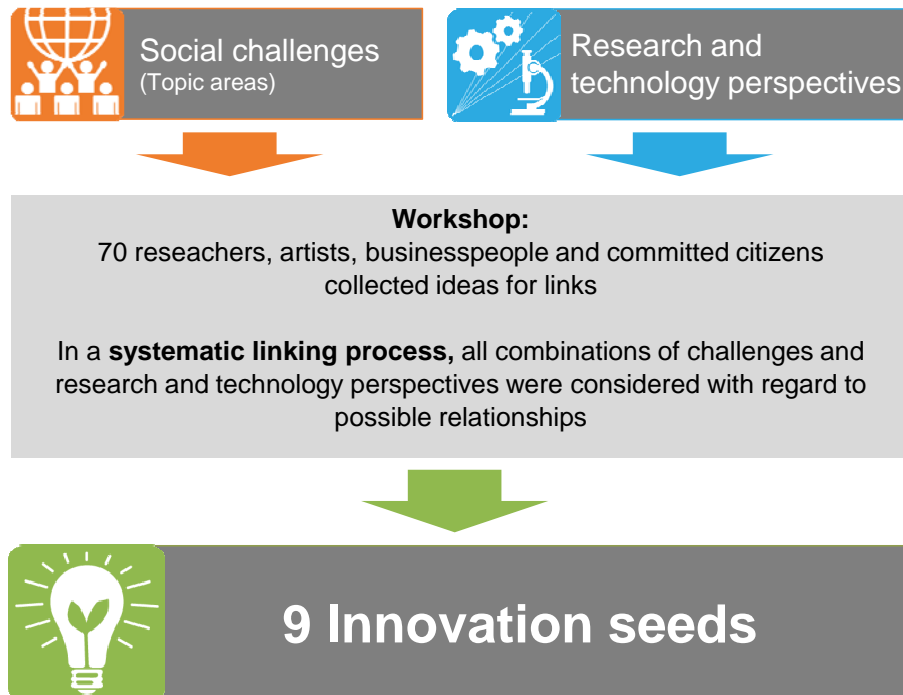 Social challenges
(Topic areas)
Research and
technology perspectives
Workshop:
70 reseachers, artists, businesspeople and committed citizens
collected ideas for links
In a systematic linking process, all combinations of challenges and
research and technology perspectives were considered with regard to
possible relationships
9 Innovation seeds